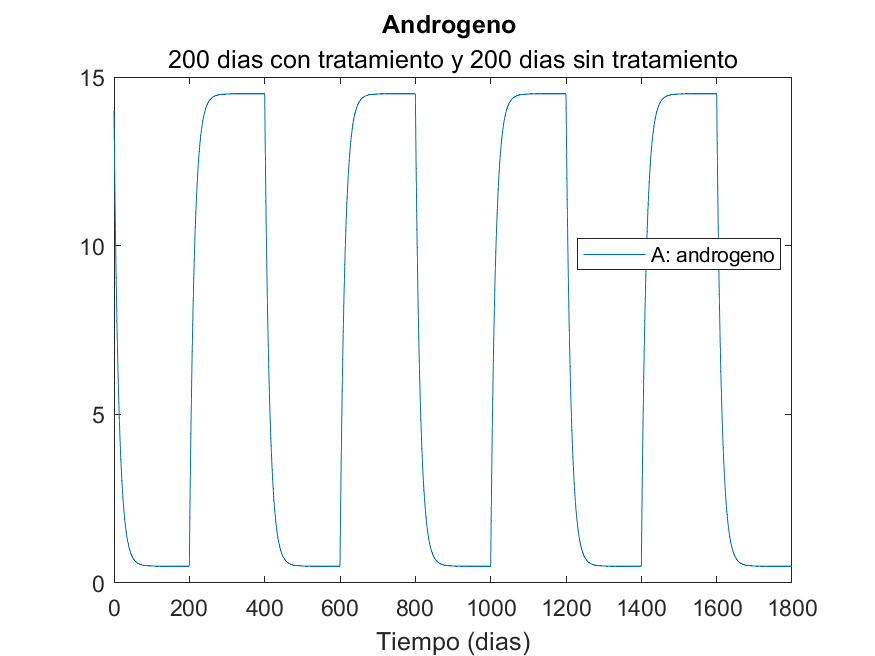 Androgeno
200 dias con tratamiento y 200 dias sin tratamiento
15
10
5
0
A: androgeno
0 200 400 600 800 1000 1200 1400 1600 1800
Tiempo (dias)